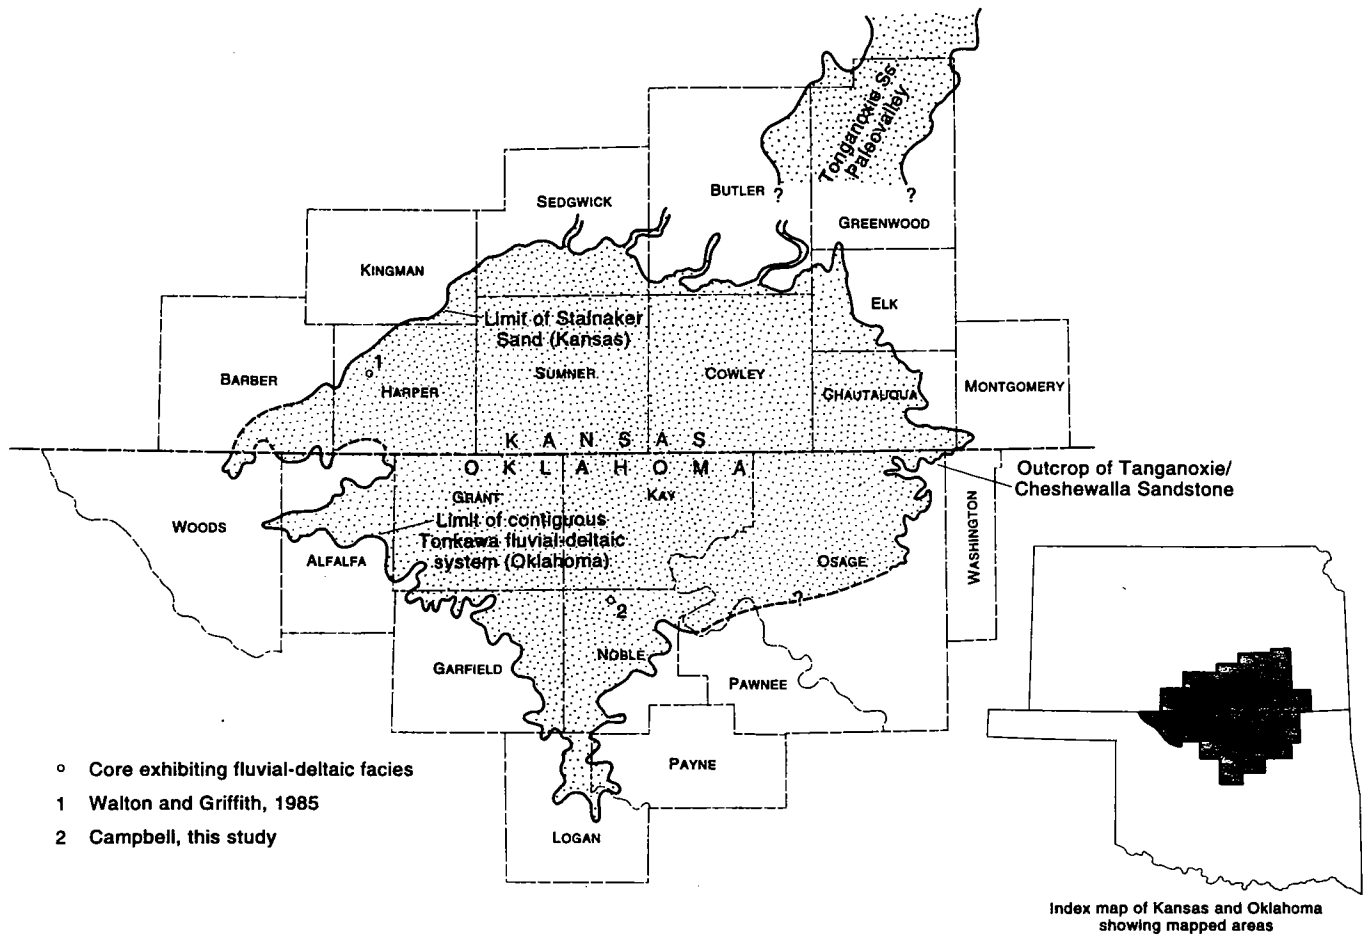 Tonganoxie Ss.
Paleovalley
BUTLER ?
?
SEDGWICK
GREENWOOD
KINGMAN
ELK
Limit of Stalnaker
Sand (Kansas)
1
BARBER
HARPER
SUMNER
COWLEY
CHAUTAUQUA
MONTGOMERY
KANSAS
OKLAHOMA
Outcrop of Tanganoxie/
Cheshewalla Sandstone
GRANT
KAY
WOODS
Limit of contiguous
Tonkawa fluvial-deltaic
system (Oklahoma)
ALFALFA
OSAGE
WASHINGTON
?
2
GARFIELD
NOBLE
PAWNEE
PAYNE
LOGAN
o Core exhibiting fluvial-deltaic facies
1 Walton and Griffith, 1985
2 Campbell, this study
Index map of Kansas and Oklahoma
showing mapped areas